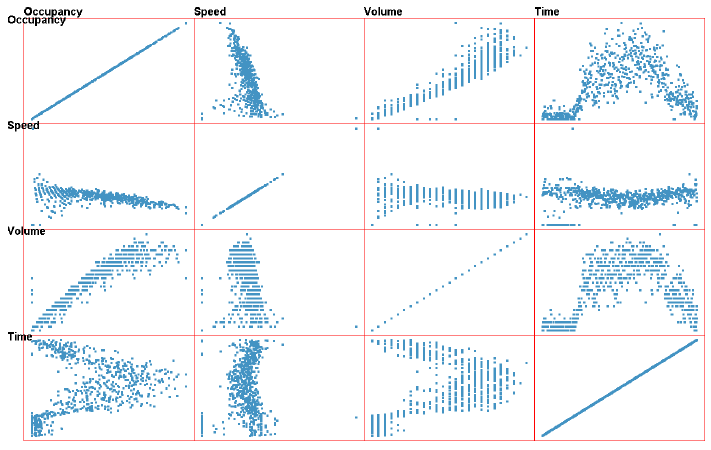 Occupancy Speed Volume Time
Occupancy
Speed
Volume
Time